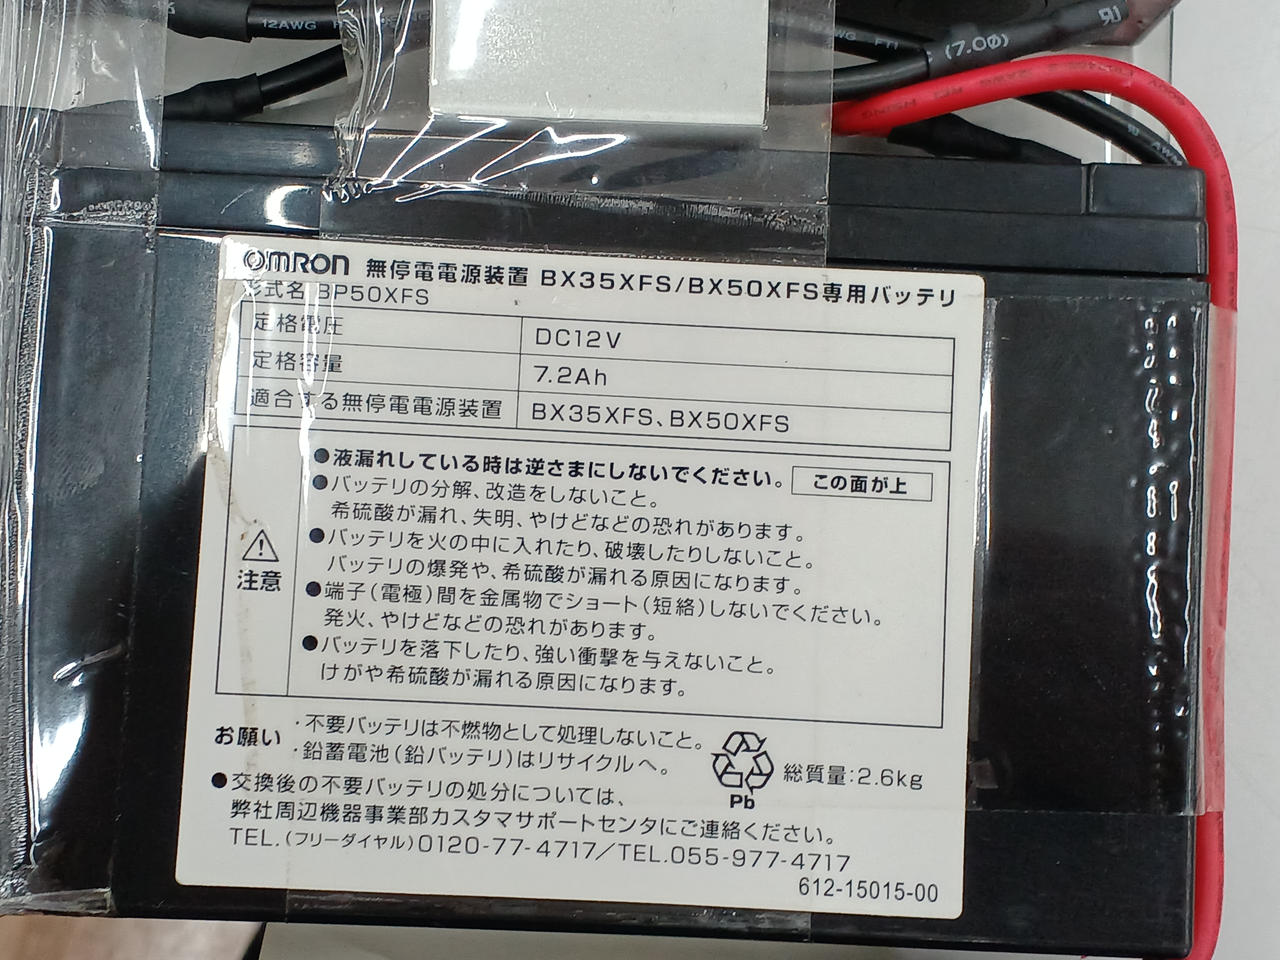 12AWG
(7.0Φ)
AWG
OMRON 無停電電源装置 BX35XFS/BX50XFS専用バッテリ
形式名 BP50XFS
定格電圧 DC12V
定格容量 7.2Ah
適合する無停電電源装置 BX35XFS、BX50XFS
●液漏れしている時は逆さまにしないでください。 この面が上
●バッテリの分解、改造をしないこと。
希硫酸が漏れ、失明、やけどなどの恐れがあります。
●バッテリを火の中に入れたり、破壊したりしないこと。
バッテリの爆発や、希硫酸が漏れる原因になります。
注意
●端子(電極)間を金属物でショート(短絡)しないでください。
発火、やけどなどの恐れがあります。
●バッテリを落下したり、強い衝撃を与えないこと。
けがや希硫酸が漏れる原因になります。
お願い
・不要バッテリは不燃物として処理しないこと。
・鉛蓄電池(鉛バッテリ)はリサイクルへ。
Pb
総質量:2.6kg
●交換後の不要バッテリの処分については、
弊社周辺機器事業部カスタマサポートセンタにご連絡ください。
TEL.(フリーダイヤル)0120-77-4717/TEL.055-977-4717
612-15015-00